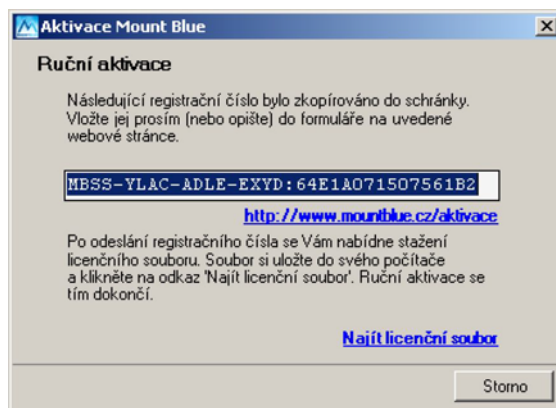 Aktivace Mount Blue
Ruční aktivace
Následující registrační číslo bylo zkopírováno do schránky.
Vložte jej prosím (nebo opište) do formuláře na uvedené
webové stránce.
MBSS-YLAC-ADLE-EXYD:64E1A071507561B2
http://www.mountblue.cz/aktivace
Po odeslání registračního čísla se Vám nabídne stažení
licenčního souboru. Soubor si uložte do svého počítače
a klikněte na odkaz 'Najít licenční soubor'. Ruční aktivace se
tím dokončí.
Najít licenční soubor
Storno